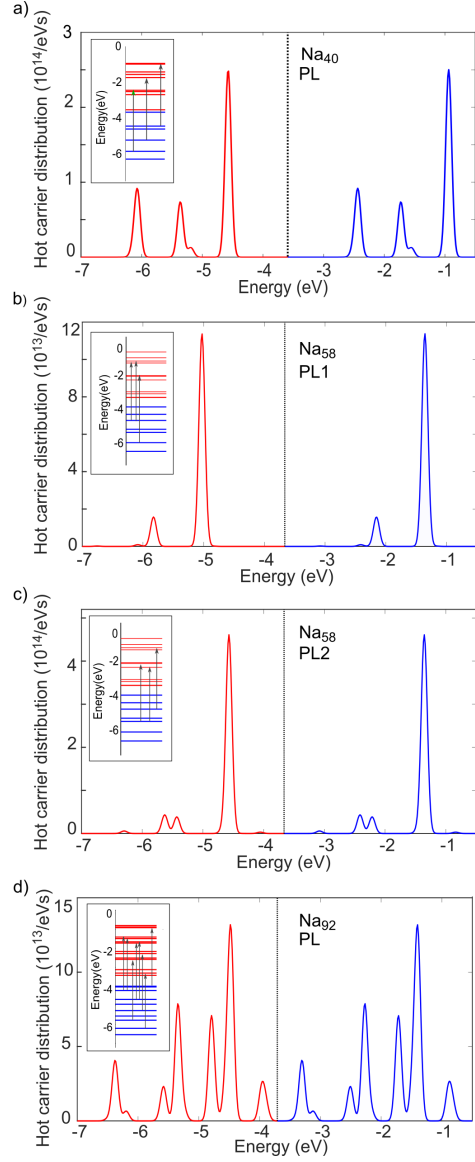 a)
Hot carrier distribution (10^14/eVs)
3
2
1
0
Na40
PL
Energy(eV)
0
-2
-4
-6
-7 -6 -5 -4 -3 -2 -1
Energy (eV)
b)
Hot carrier distribution (10^13/eVs)
12
8
4
0
Na58
PL1
Energy(eV)
0
-2
-4
-6
-7 -6 -5 -4 -3 -2 -1
Energy (eV)
c)
Hot carrier distribution (10^14/eVs)
4
2
0
Na58
PL2
Energy(eV)
0
-2
-4
-6
-7 -6 -5 -4 -3 -2 -1
Energy (eV)
d)
Hot carrier distribution (10^13/eVs)
15
10
5
0
Na92
PL
Energy(eV)
0
-2
-4
-6
-7 -6 -5 -4 -3 -2 -1
Energy (eV)